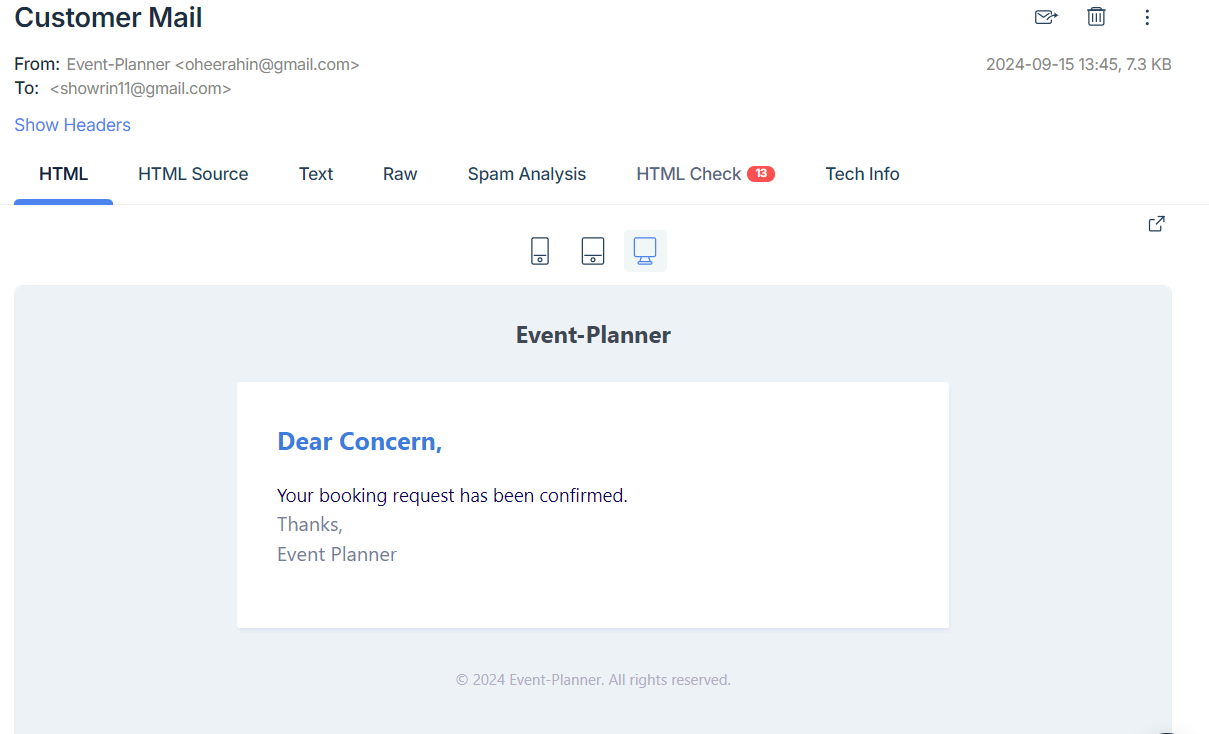 Customer Mail
From: Event-Planner <oheerahin@gmail.com>
2024-09-15 13:45, 7.3 KB
To: <showrin11@gmail.com>
Show Headers
HTML HTML Source Text Raw Spam Analysis HTML Check 13 Tech Info
Event-Planner
Dear Concern,
Your booking request has been confirmed.
Thanks,
Event Planner
© 2024 Event-Planner. All rights reserved.